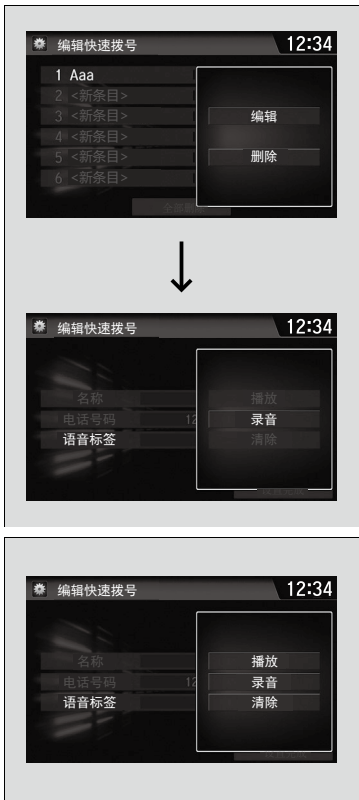 编辑快速拨号 12:34
1 Aaa
2 <新条目>
3 <新条目> 编辑
4 <新条目>
5 <新条目> 删除
6 <新条目>
编辑快速拨号 12:34
名称 播放
电话号码 12 录音
语音标签 清除
编辑快速拨号 12:34
名称 播放
电话号码 12 录音
语音标签 清除